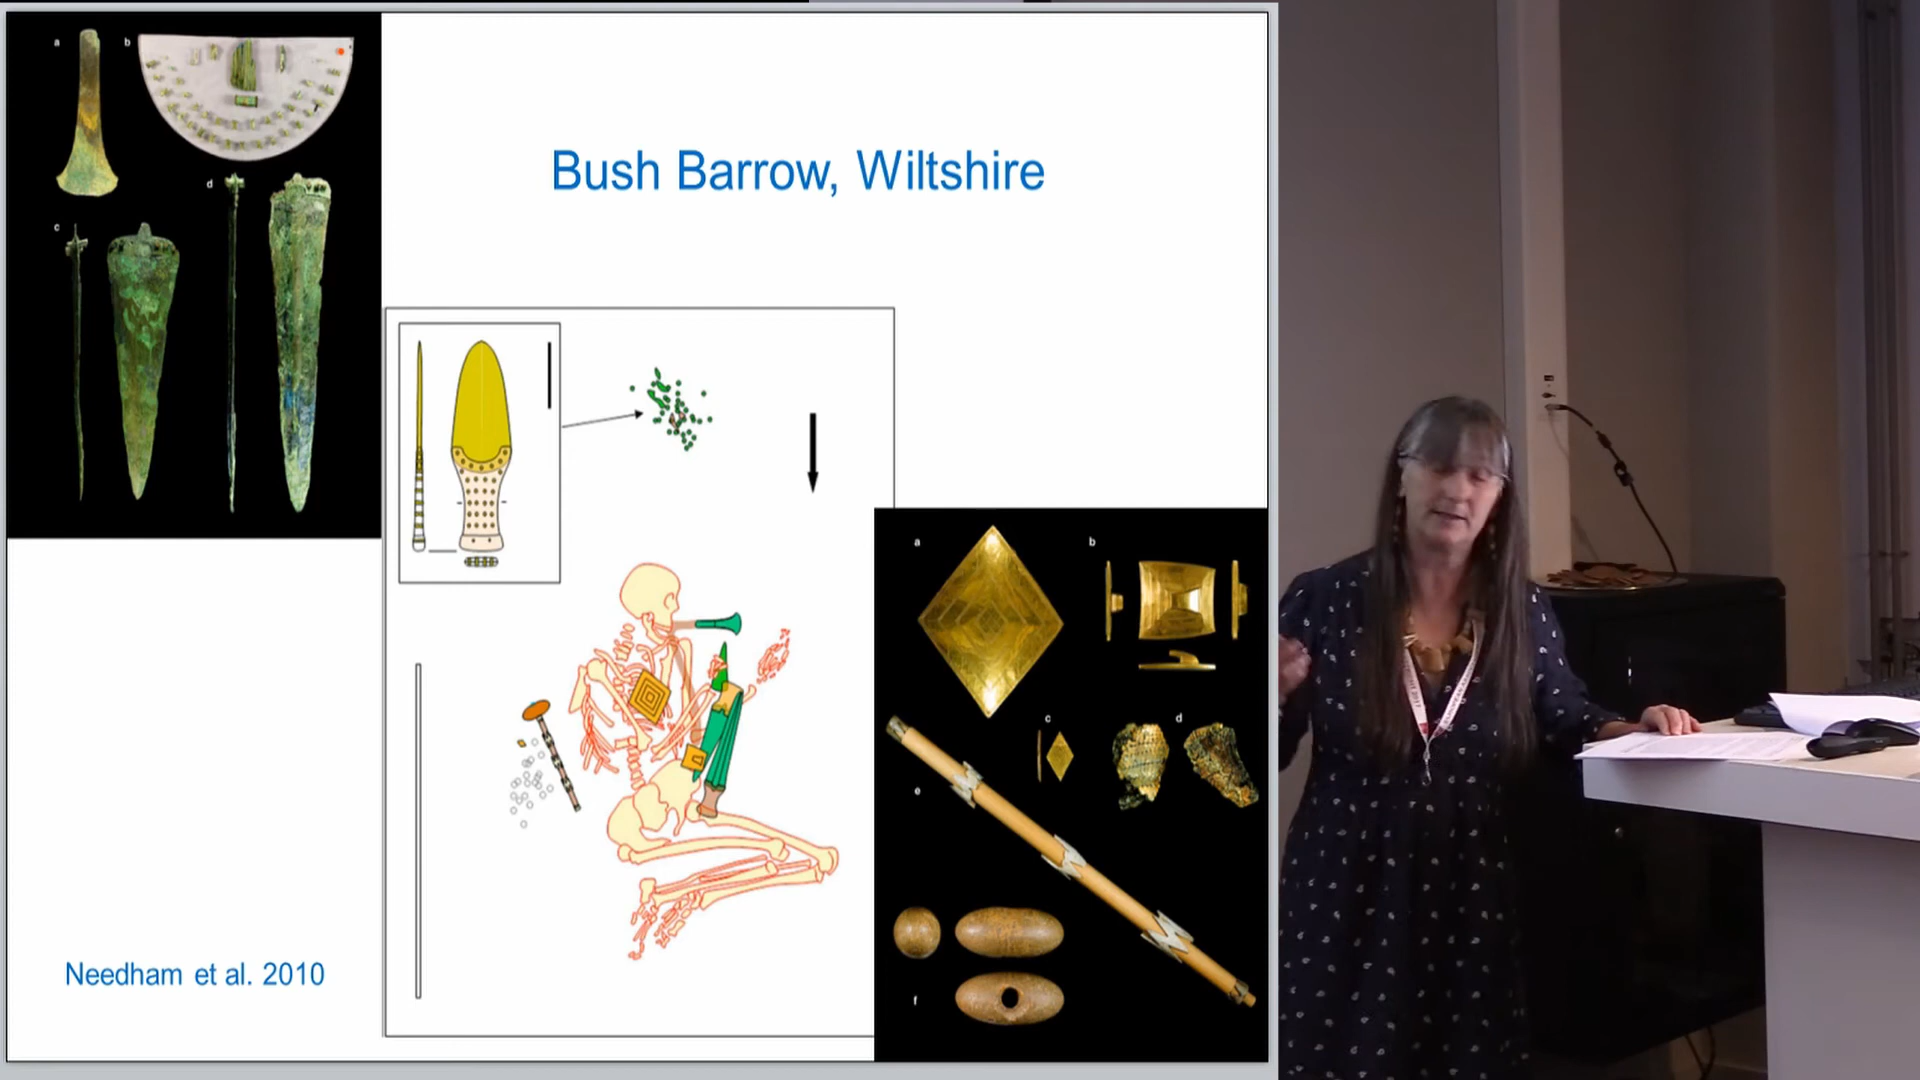 a
b
Bush Barrow, Wiltshire
d
c
a
b
c
d
e
f
Needham et al. 2010